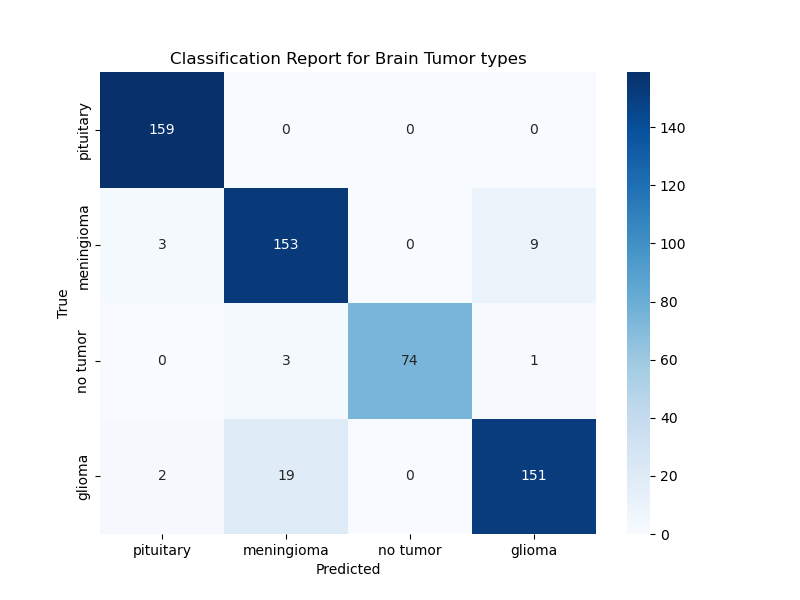 Classification Report for Brain Tumor types
True
pituitary
159 0 0 0
meningioma
3 153 0 9
no tumor
0 3 74 1
glioma
2 19 0 151
pituitary meningioma no tumor glioma
Predicted
140
120
100
80
60
40
20
0